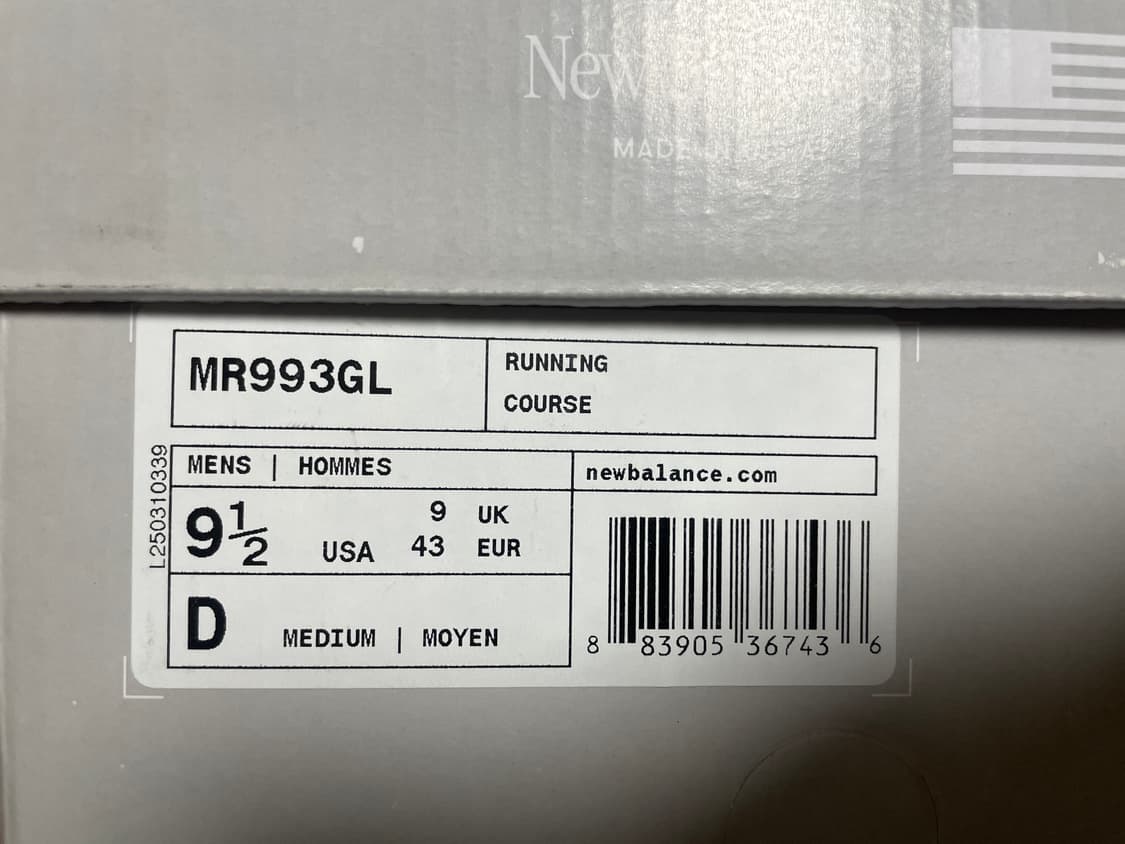 New
MADE IN U.S.A.
MR993GL
RUNNING
COURSE
L250310339
MENS | HOMMES
newbalance.com
9½ USA
9 UK
43 EUR
D MEDIUM | MOYEN
8 83905 36743 6